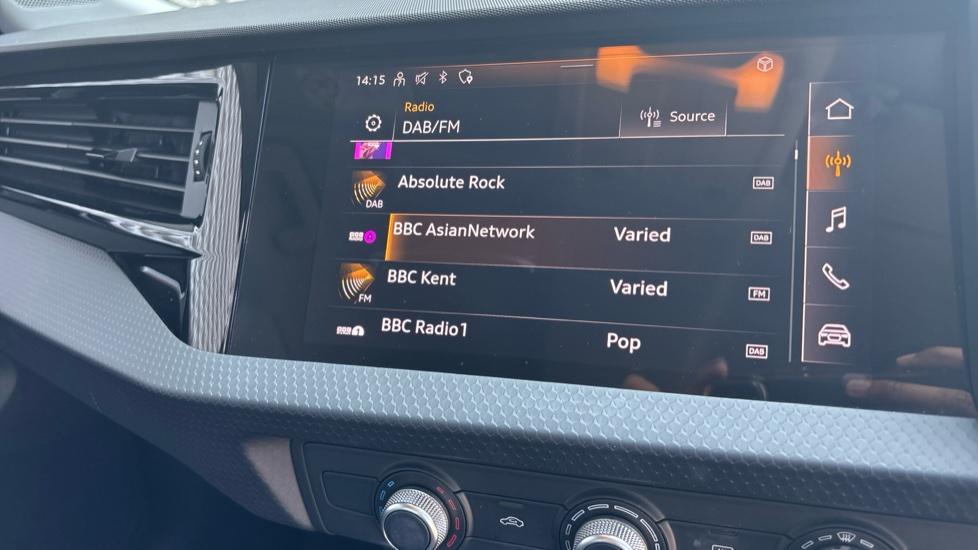 14:15
Radio
DAB/FM
Source
Absolute Rock
DAB
DAB
BBC AsianNetwork
Varied
DAB
BBC Kent
Varied
FM
FM
BBC Radio1
Pop
DAB